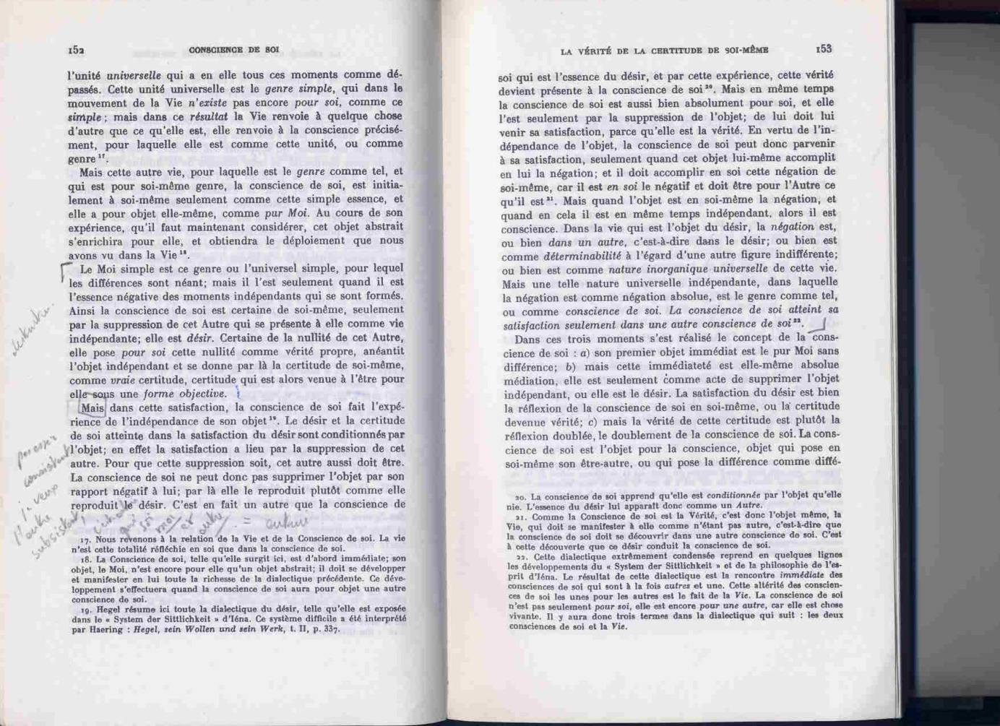 152
CONSCIENCE DE SOI
l'unité universelle qui a en elle tous ces moments comme dé-
passés. Cette unité universelle est le genre simple, qui dans le
mouvement de la Vie n'existe pas encore pour soi, comme ce
simple ; mais dans ce résultat la Vie renvoie à quelque chose
d'autre que ce qu'elle est, elle renvoie à la conscience précisé-
ment, pour laquelle elle est comme cette unité, ou comme
genre 17.
Mais cette autre vie, pour laquelle est le genre comme tel, et
qui est pour soi-même genre, la conscience de soi, est initia-
lement à soi-même seulement comme cette simple essence, et
elle a pour objet elle-même, comme pur Moi. Au cours de son
expérience, qu'il faut maintenant considérer, cet objet abstrait
s'enrichira pour elle, et obtiendra le déploiement que nous
avons vu dans la Vie 18.
Le Moi simple est ce genre ou l'universel simple, pour lequel
les différences sont néant; mais il l'est seulement quand il est
l'essence négative des moments indépendants qui se sont formés.
Ainsi la conscience de soi est certaine de soi-même, seulement
par la suppression de cet Autre qui se présente à elle comme vie
indépendante; elle est désir. Certaine de la nullité de cet Autre,
elle pose pour soi cette nullité comme vérité propre, anéantit
l'objet indépendant et se donne par là la certitude de soi-même,
comme vraie certitude, certitude qui est alors venue à l'être pour
elle sous une forme objective.
Mais dans cette satisfaction, la conscience de soi fait l'expé-
rience de l'indépendance de son objet 19. Le désir et la certitude
de soi atteinte dans la satisfaction du désir sont conditionnés par
l'objet; en effet la satisfaction a lieu par la suppression de cet
autre. Pour que cette suppression soit, cet autre aussi doit être.
La conscience de soi ne peut donc pas supprimer l'objet par son
rapport négatif à lui; par là elle le reproduit plutôt comme elle
reproduit le désir. C'est en fait un autre que la conscience de
je veux
l'autre
subsistant
moi et autre = autrui
17. Nous revenons à la relation de la Vie et de la Conscience de soi. La vie
n'est cette totalité réfléchie en soi que dans la conscience de soi.
18. La Conscience de soi, telle qu'elle surgit ici, est d'abord immédiate; son
objet, le Moi, n'est encore pour elle qu'un objet abstrait; il doit se développer
et manifester en lui toute la richesse de la dialectique précédente. Ce déve-
loppement s'effectuera quand la conscience de soi aura pour objet une autre
conscience de soi.
19. Hegel résume ici toute la dialectique du désir, telle qu'elle est exposée
dans le « System der Sittlichkeit » d'Iéna. Ce système difficile a été interprété
par Haering : Hegel, sein Wollen und sein Werk, t. II, p. 337.
LA VÉRITÉ DE LA CERTITUDE DE SOI-MÊME
153
soi qui est l'essence du désir, et par cette expérience, cette vérité
devient présente à la conscience de soi 20. Mais en même temps
la conscience de soi est aussi bien absolument pour soi, et elle
l'est seulement par la suppression de l'objet; de lui doit lui
venir sa satisfaction, parce qu'elle est la vérité. En vertu de l'in-
dépendance de l'objet, la conscience de soi peut donc parvenir
à sa satisfaction, seulement quand cet objet lui-même accomplit
en lui la négation; et il doit accomplir en soi cette négation de
soi-même, car il est en soi le négatif et doit être pour l'Autre ce
qu'il est 21. Mais quand l'objet est en soi-même la négation, et
quand en cela il est en même temps indépendant, alors il est
conscience. Dans la vie qui est l'objet du désir, la négation est,
ou bien dans un autre, c'est-à-dire dans le désir; ou bien est
comme déterminabilité à l'égard d'une autre figure indifférente;
ou bien est comme nature inorganique universelle de cette vie.
Mais une telle nature universelle indépendante, dans laquelle
la négation est comme négation absolue, est le genre comme tel,
ou comme conscience de soi. La conscience de soi atteint sa
satisfaction seulement dans une autre conscience de soi 22.
Dans ces trois moments s'est réalisé le concept de la cons-
cience de soi : a) son premier objet immédiat est le pur Moi sans
différence; b) mais cette immédiateté est elle-même absolue
médiation, elle est seulement comme acte de supprimer l'objet
indépendant, ou elle est le désir. La satisfaction du désir est bien
la réflexion de la conscience de soi en soi-même, ou la certitude
devenue vérité; c) mais la vérité de cette certitude est plutôt la
réflexion doublée, le doublement de la conscience de soi. La cons-
cience de soi est l'objet pour la conscience, objet qui pose en
soi-même son être-autre, ou qui pose la différence comme diffé-
20. La conscience de soi apprend qu'elle est conditionnée par l'objet qu'elle
nie. L'essence du désir lui apparaît donc comme un Autre.
21. Comme la Conscience de soi est la Vérité, c'est donc l'objet même, la
Vie, qui doit se manifester à elle comme n'étant pas autre, c'est-à-dire que
la conscience de soi doit se découvrir dans une autre conscience de soi. C'est
à cette découverte que ce désir conduit la conscience de soi.
22. Cette dialectique extrêmement condensée reprend en quelques lignes
les développements du « System der Sittlichkeit » et de la philosophie de l'es-
prit d'Iéna. Le résultat de cette dialectique est la rencontre immédiate des
consciences de soi qui sont à la fois autres et une. Cette altérité des conscien-
ces de soi les unes pour les autres est le fait de la Vie. La conscience de soi
n'est pas seulement pour soi, elle est encore pour une autre, car elle est chose
vivante. Il y aura donc trois termes dans la dialectique qui suit : les deux
consciences de soi et la Vie.